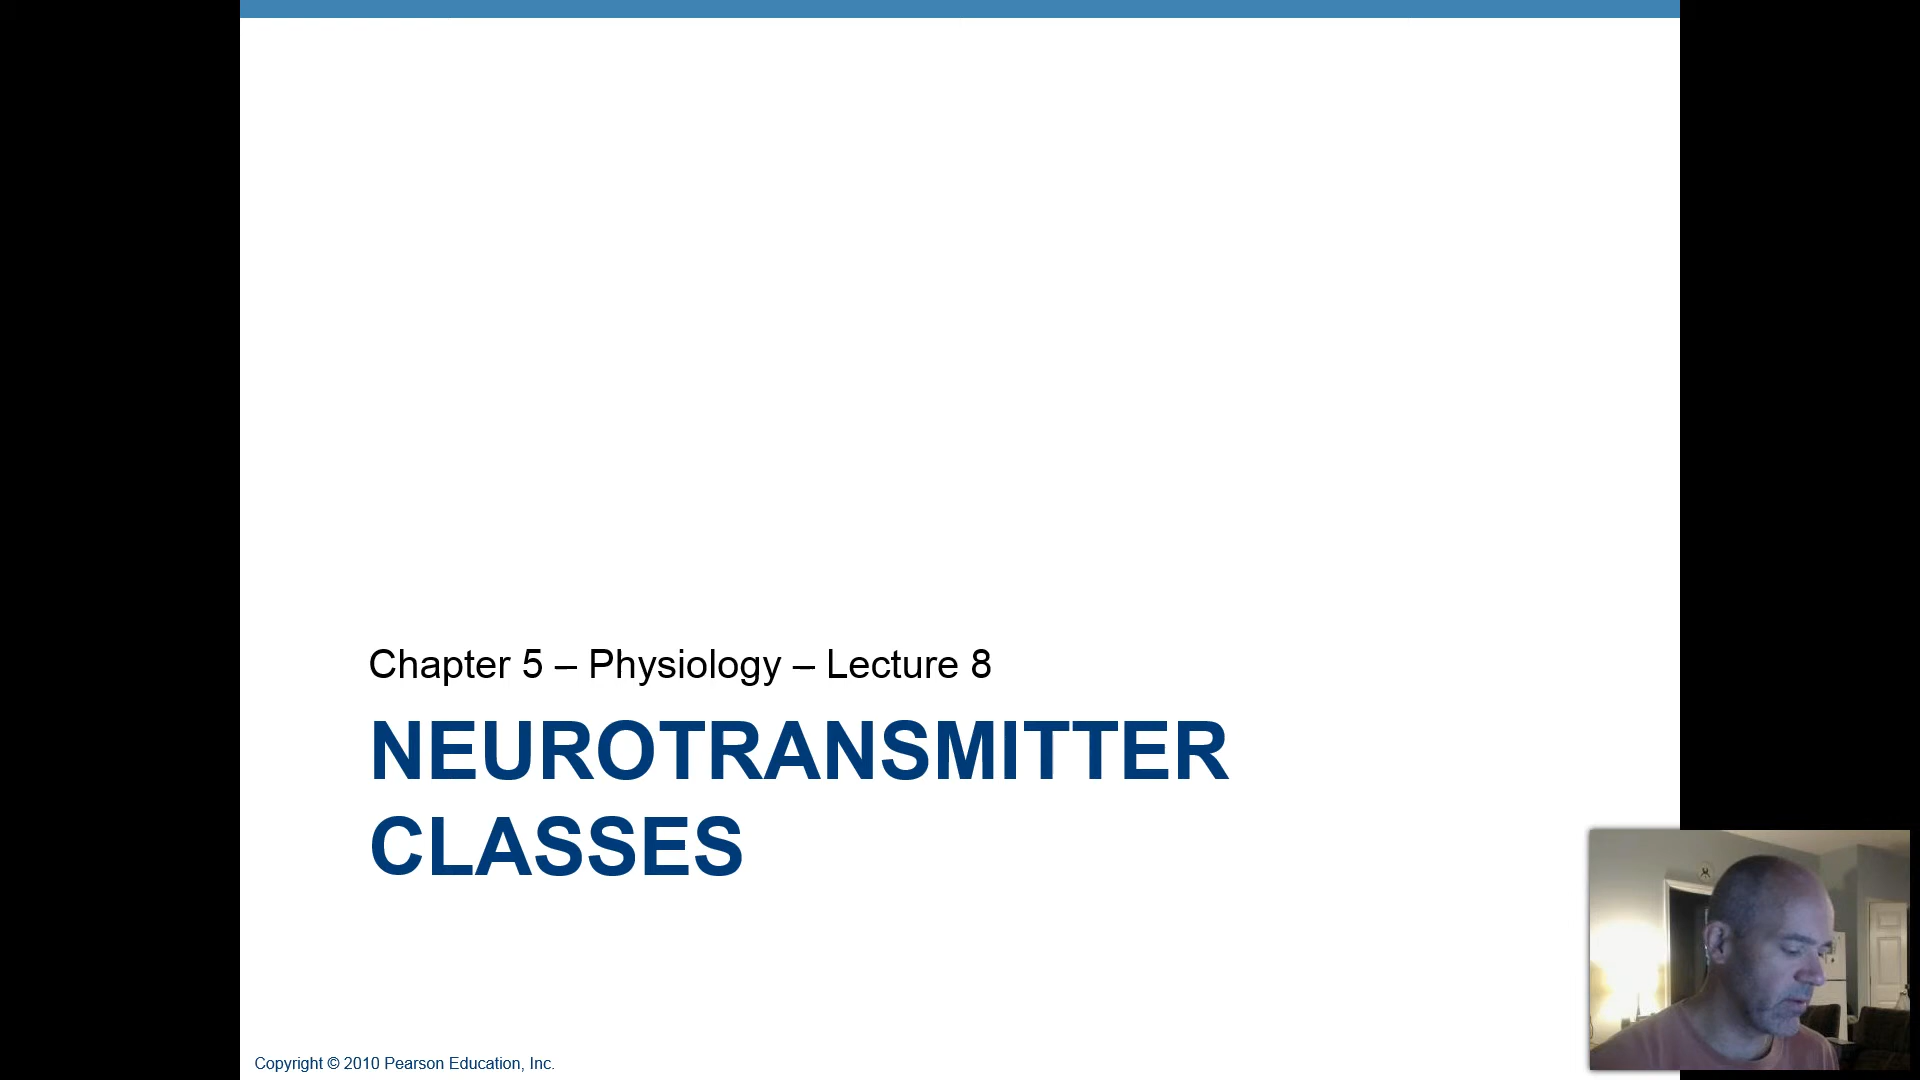 Chapter 5 – Physiology – Lecture 8
NEUROTRANSMITTER
CLASSES
Copyright © 2010 Pearson Education, Inc.